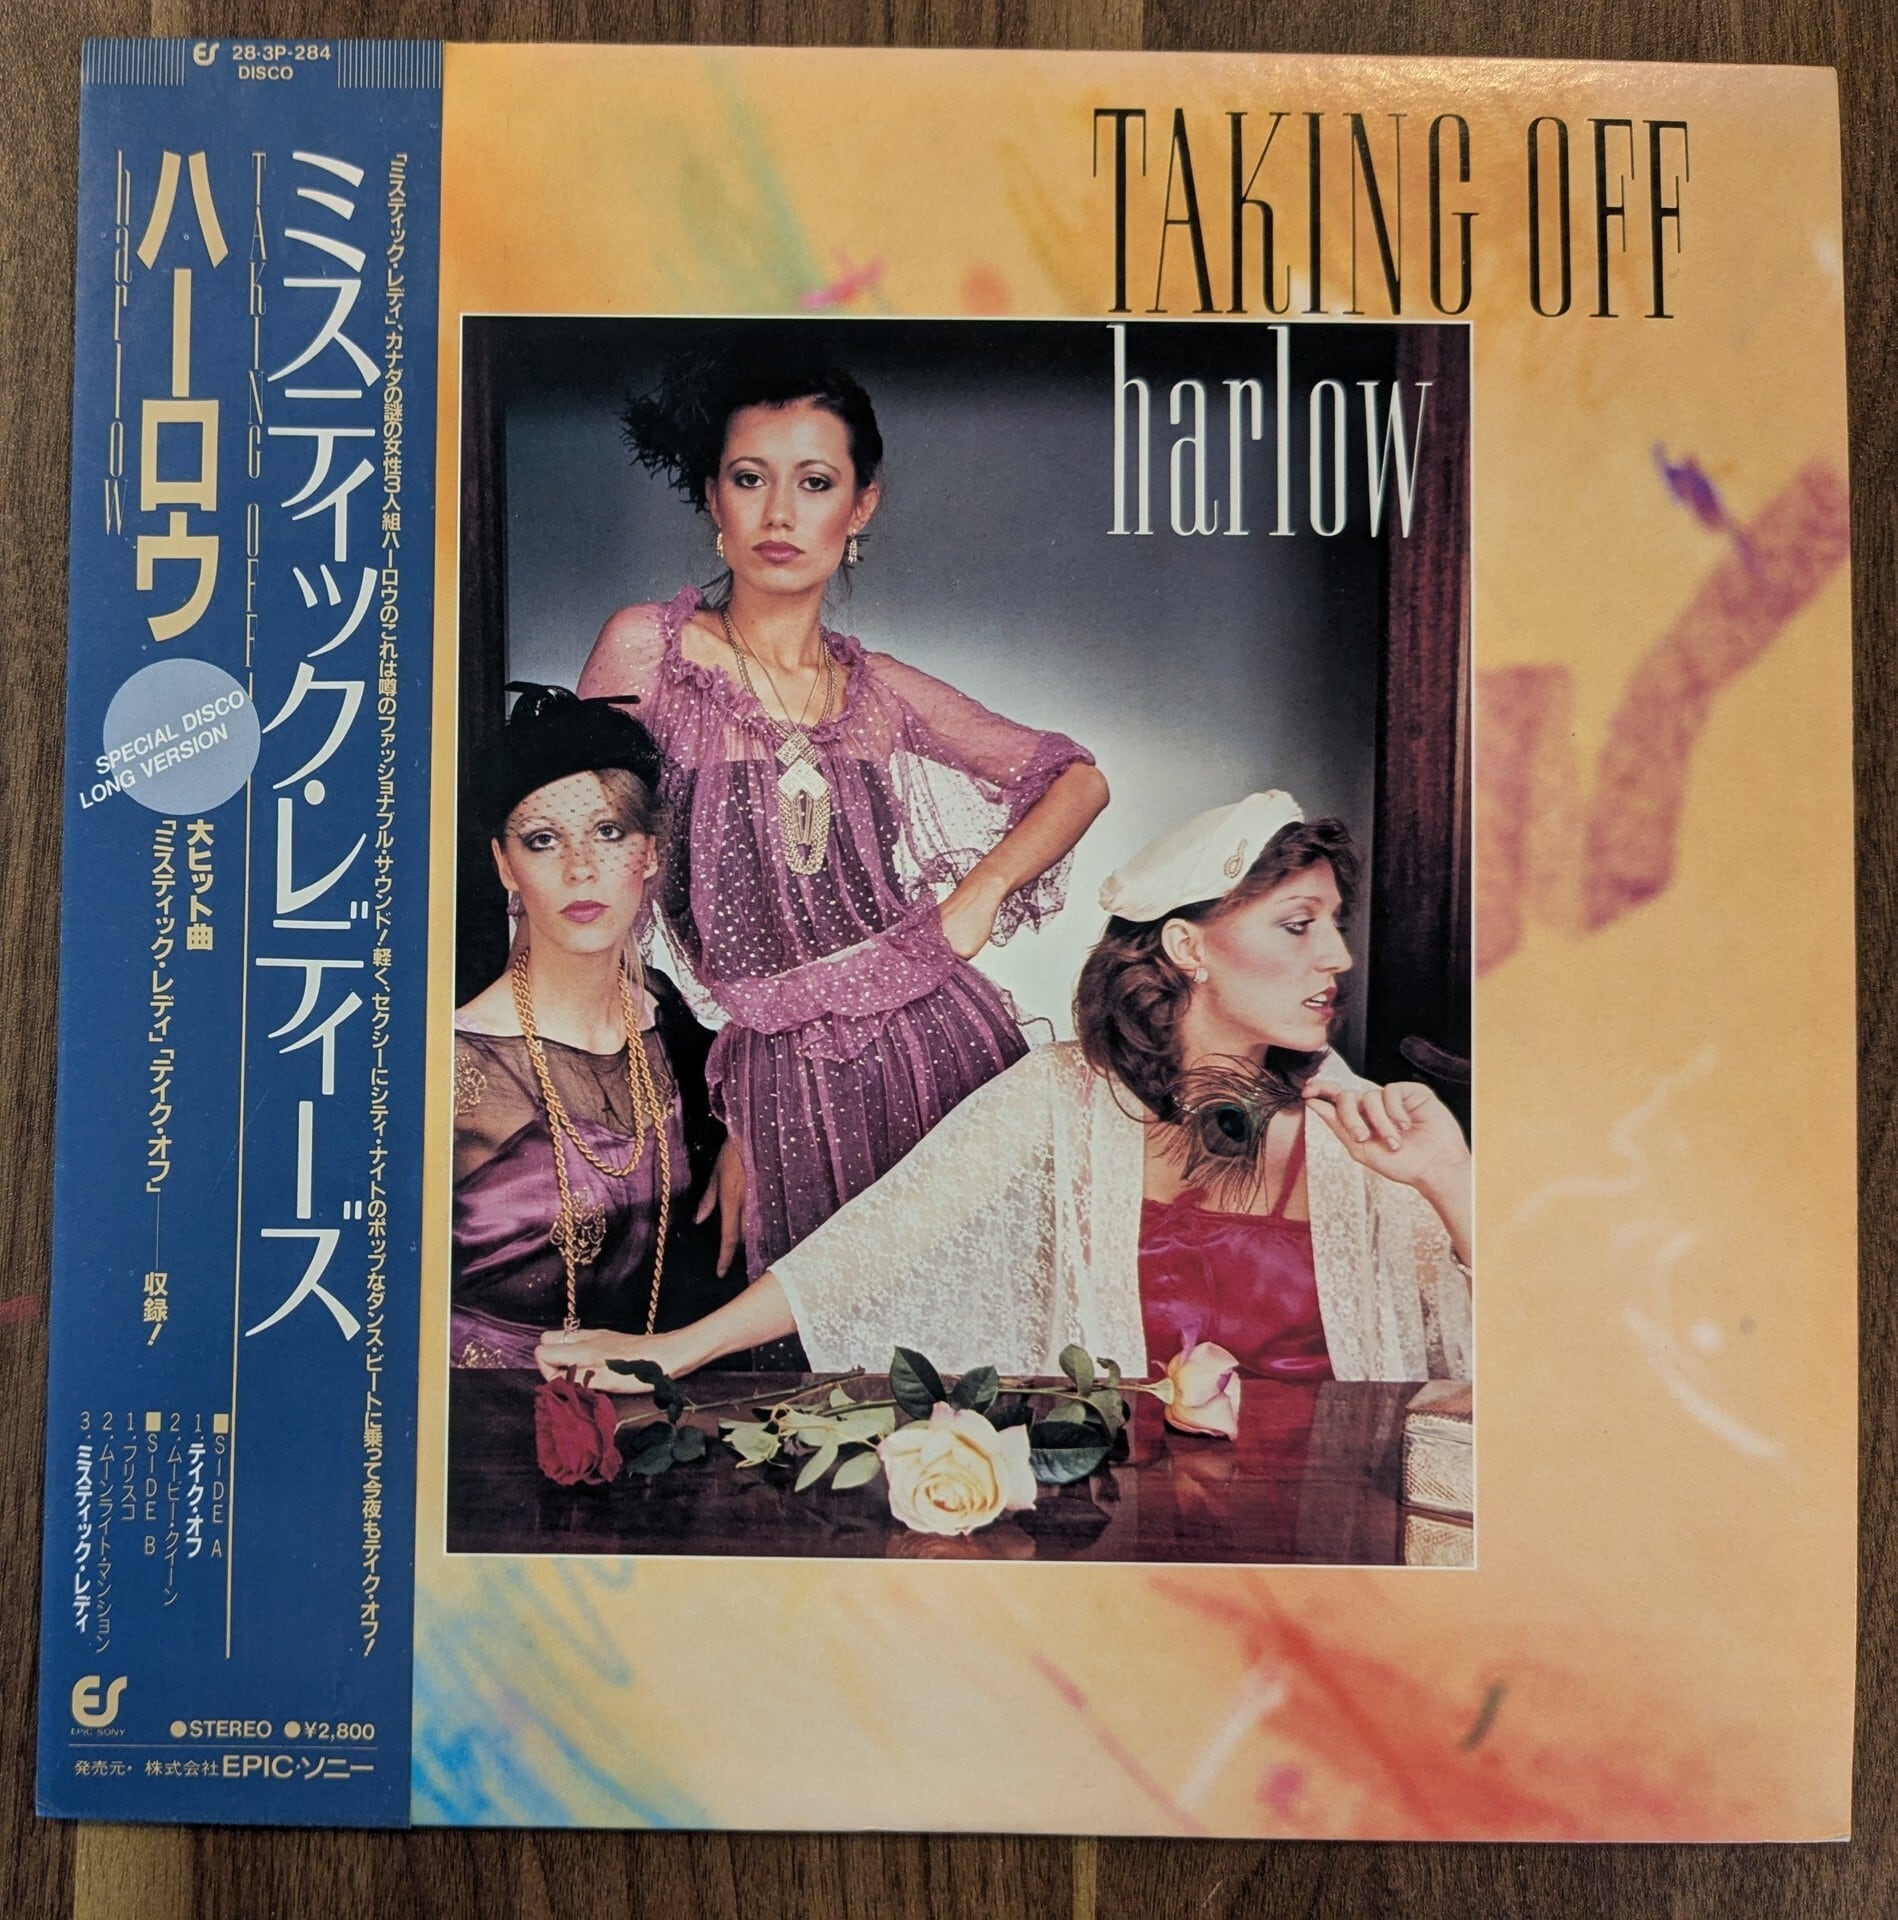 28・3P-284
DISCO
「ミスティック・レディ」、カナダの謎の女性3人組ハーロウのこれは噂のファッショナブル・サウンド!軽く、セクシーにシティ・ナイトのポップなダンス・ビートに乗って今夜もテイク・オフ!
ミスティック・レディーズ
TAKING OFF
ハーロウ
harlow
SPECIAL DISCO
LONG VERSION
大ヒット曲
「ミスティック・レディ」「テイク・オフ」——収録!
■SIDE A
1.テイク・オフ
2.ムービー・クイーン
■SIDE B
1.フリスコ
2.ムーンライト・マンション
3.ミスティック・レディ
EPIC SONY
●STEREO ●¥2,800
発売元・株式会社EPIC・ソニー
TAKING OFF
harlow